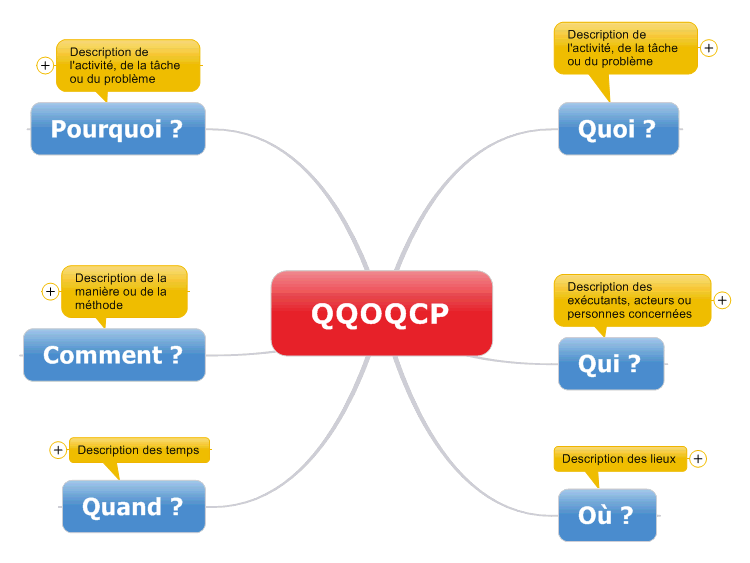 Description de
l'activité, de la tâche
ou du problème
Pourquoi ?
Description de
l'activité, de la tâche
ou du problème
Quoi ?
Description de la
manière ou de la
méthode
Comment ?
QQOQCP
Description des
exécutants, acteurs ou
personnes concernées
Qui ?
Description des temps
Quand ?
Description des lieux
Où ?